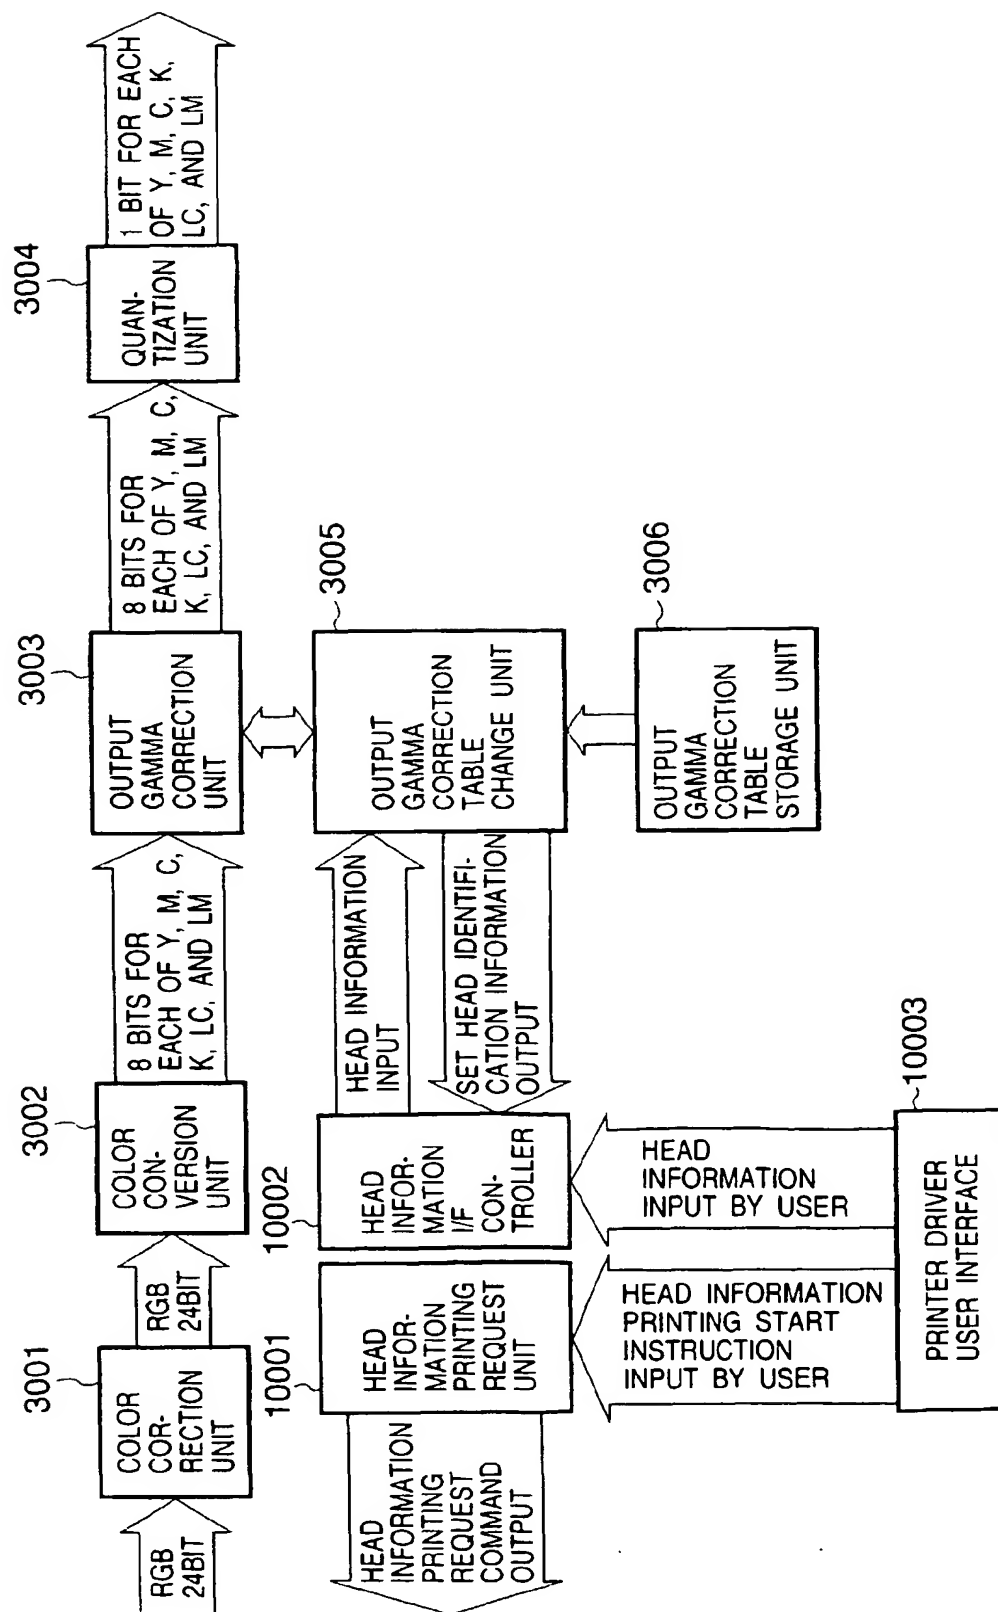 RGB
24BIT
3001
COLOR
COR-
RECTION
UNIT
RGB
24BIT
3002
COLOR
CON-
VERSION
UNIT
8 BITS FOR
EACH OF Y, M, C,
K, LC, AND LM
3003
OUTPUT
GAMMA
CORRECTION
UNIT
8 BITS FOR
EACH OF Y, M, C,
K, LC, AND LM
3004
QUAN-
TIZATION
UNIT
1 BIT FOR EACH
OF Y, M, C, K,
LC, AND LM
HEAD
INFORMATION
PRINTING
REQUEST
COMMAND
OUTPUT
10001
HEAD
INFOR-
MATION
PRINTING
REQUEST
UNIT
10002
HEAD
INFOR-
MATION
I/F
CON-
TROLLER
HEAD INFORMATION
INPUT
SET HEAD IDENTIFI-
CATION INFORMATION
OUTPUT
3005
OUTPUT
GAMMA
CORRECTION
TABLE
CHANGE UNIT
3006
OUTPUT
GAMMA
CORRECTION
TABLE
STORAGE UNIT
HEAD INFORMATION
PRINTING START
INSTRUCTION
INPUT BY USER
HEAD
INFORMATION
INPUT BY USER
10003
PRINTER DRIVER
USER INTERFACE